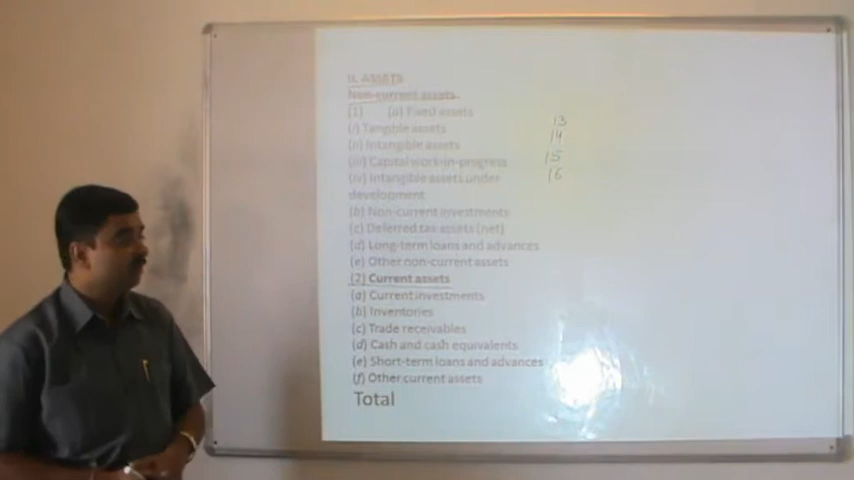 II. ASSETS
Non-current assets
(1) (a) Fixed assets
13
(i) Tangible assets
14
(ii) Intangible assets
15
(iii) Capital work-in-progress
16
(iv) Intangible assets under
development
(b) Non-current investments
(c) Deferred tax assets (net)
(d) Long-term loans and advances
(e) Other non-current assets
(2) Current assets
(a) Current investments
(b) Inventories
(c) Trade receivables
(d) Cash and cash equivalents
(e) Short-term loans and advances
(f) Other current assets
Total